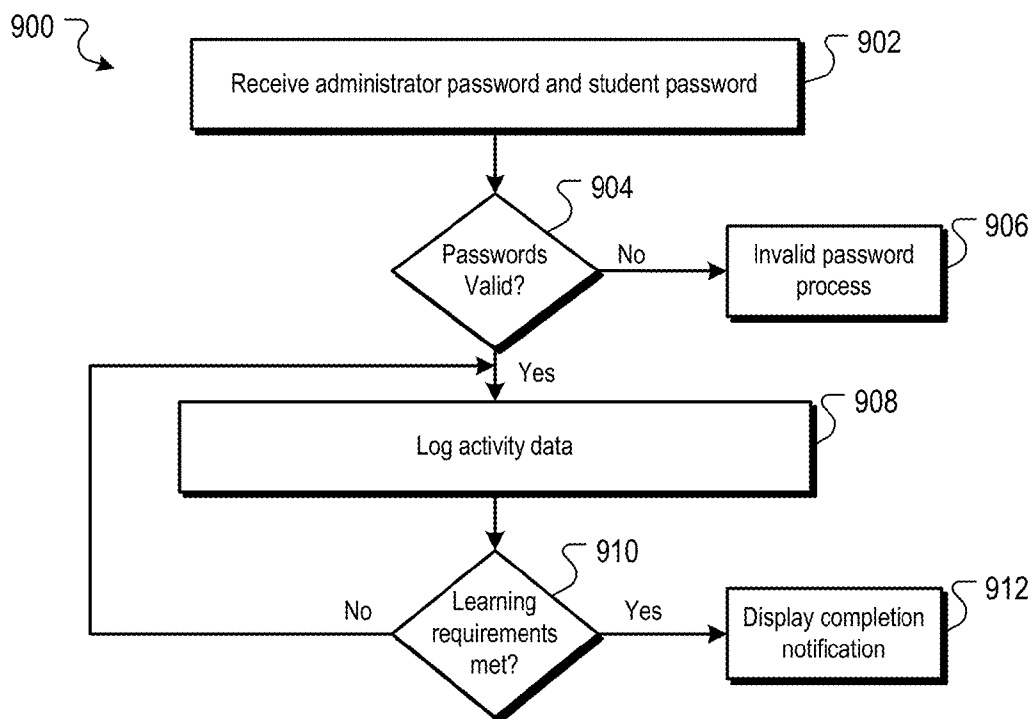 900
902
Receive administrator password and student password
904
Passwords
Valid?
No
906
Invalid password
process
Yes
908
Log activity data
910
Learning
requirements
met?
No
Yes
912
Display completion
notification